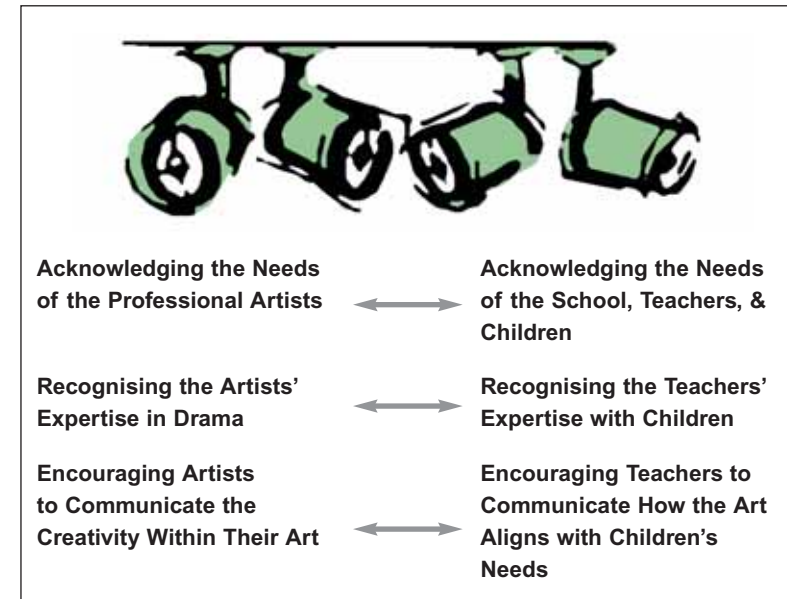 Acknowledging the Needs
of the Professional Artists
Acknowledging the Needs
of the School, Teachers, &
Children
Recognising the Artists’
Expertise in Drama
Recognising the Teachers’
Expertise with Children
Encouraging Artists
to Communicate the
Creativity Within Their Art
Encouraging Teachers to
Communicate How the Art
Aligns with Children’s
Needs